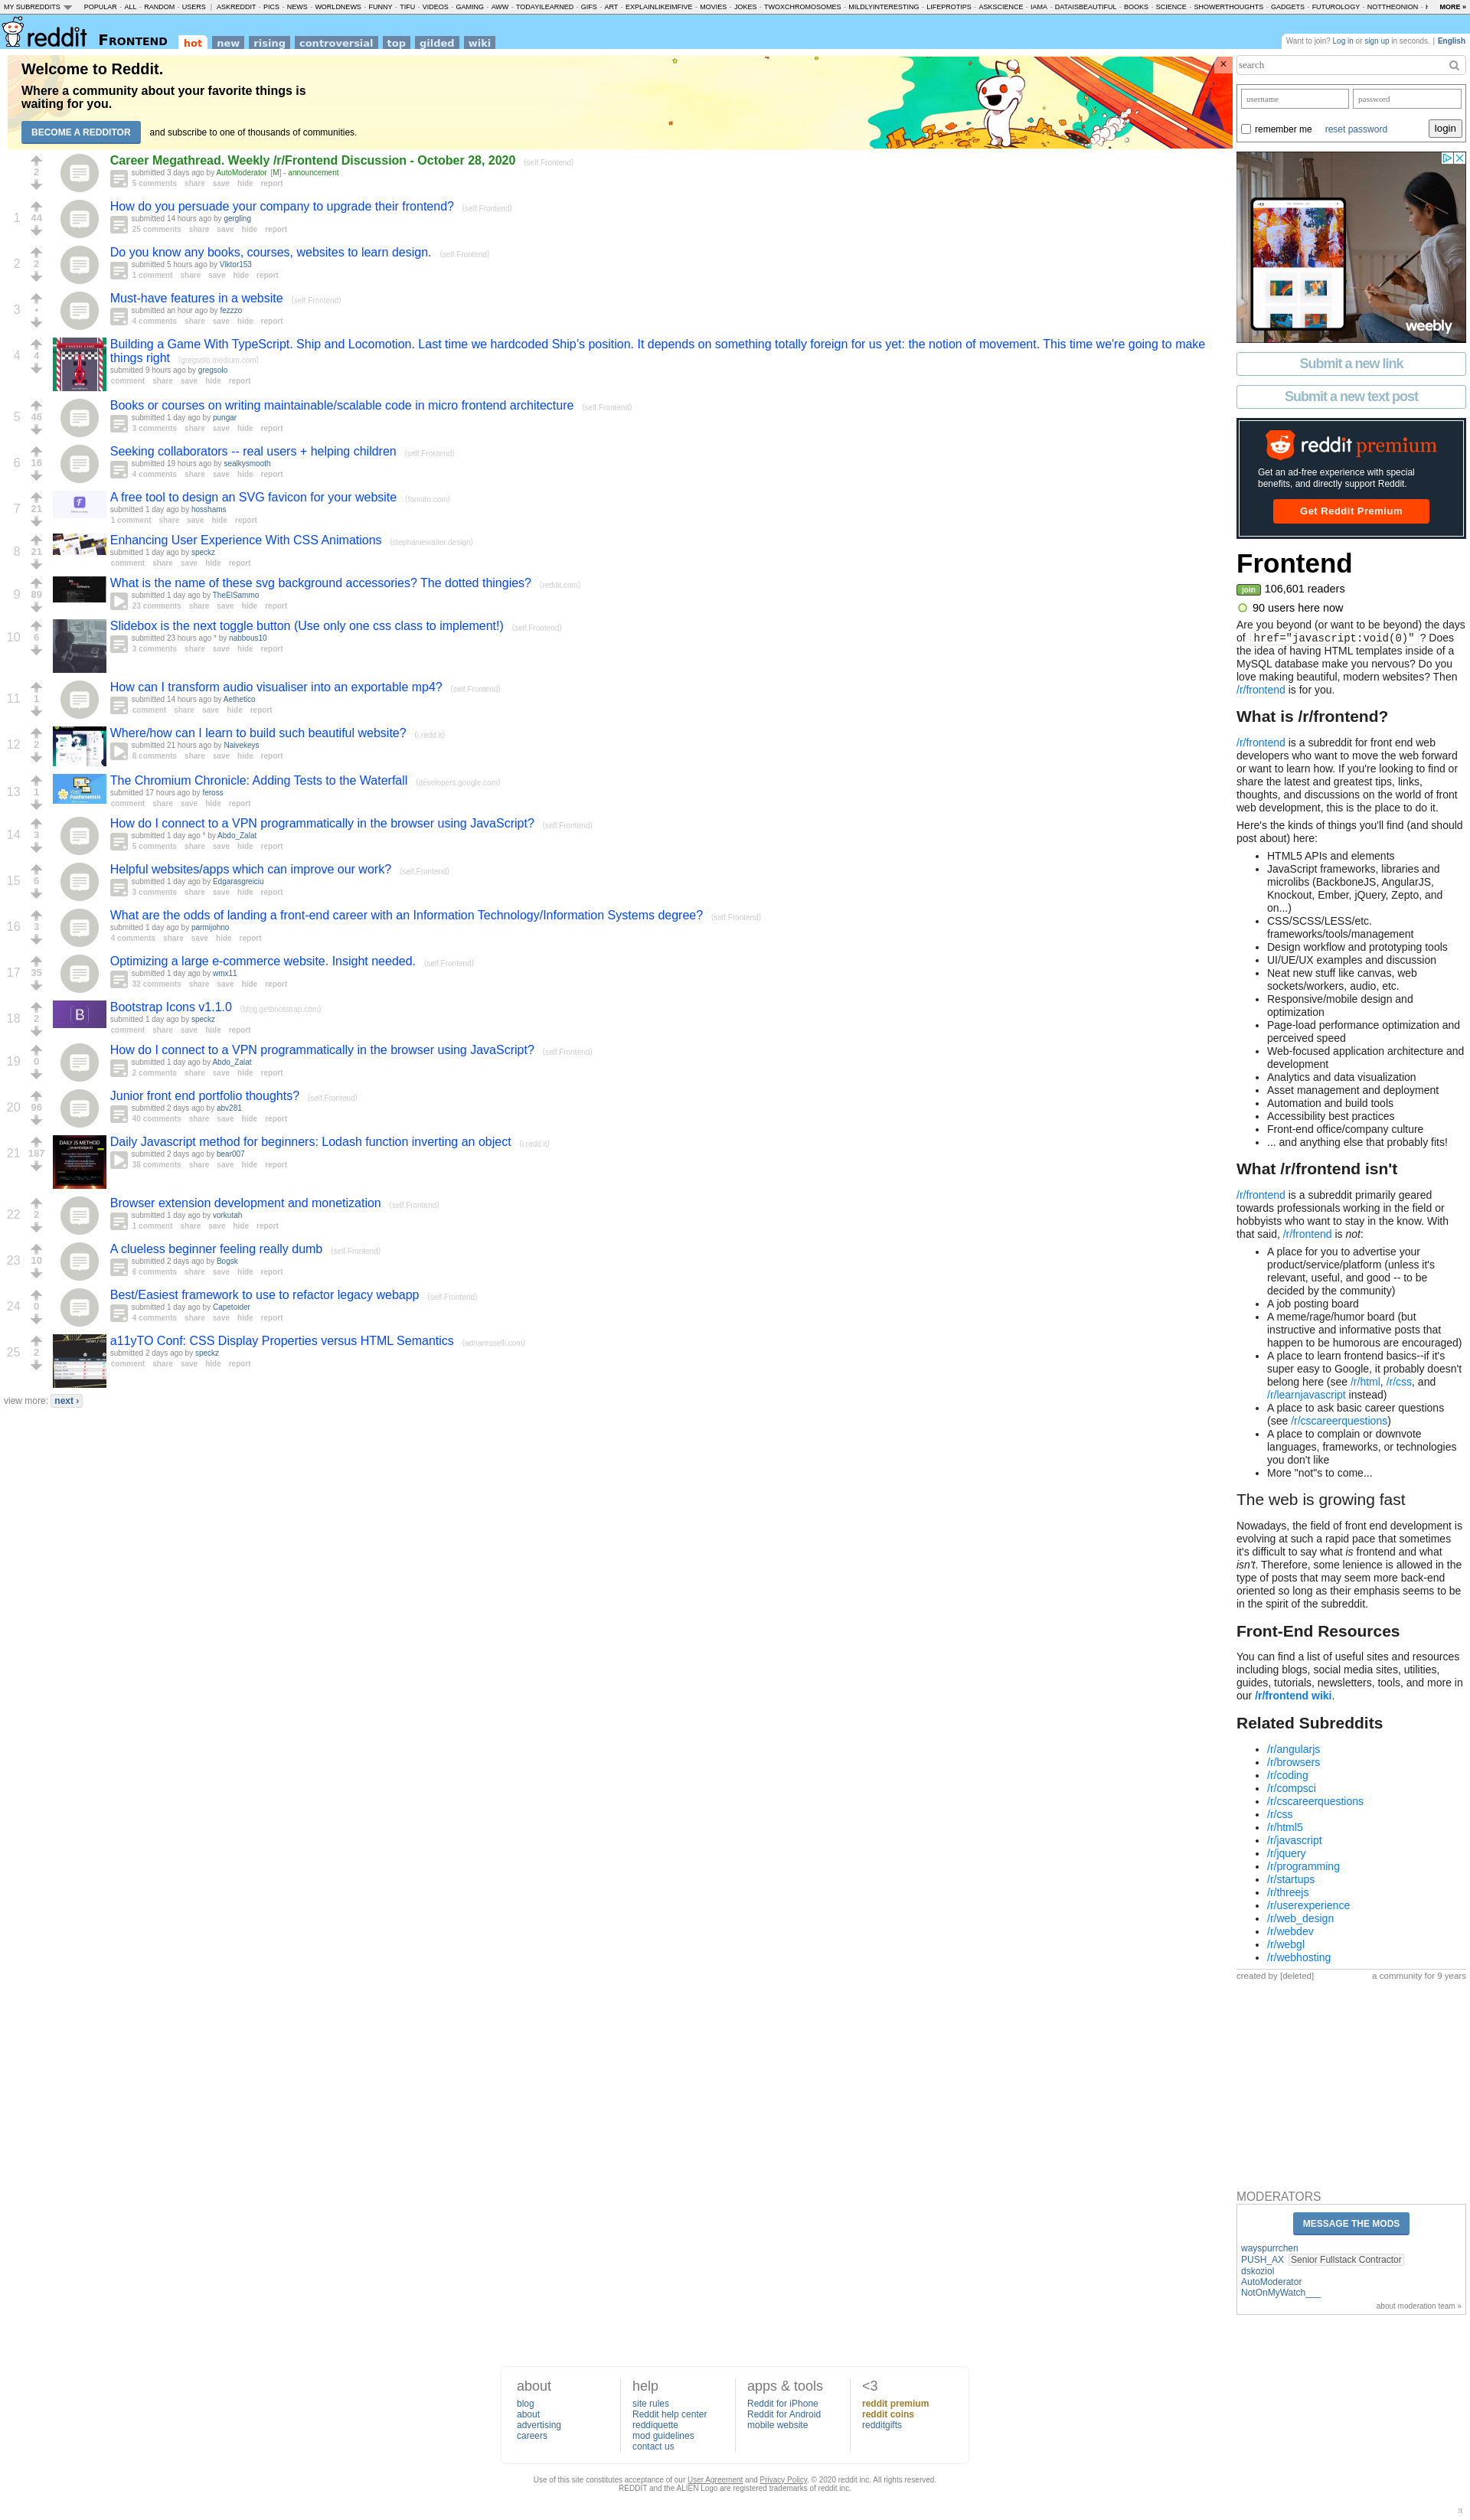 MY SUBREDDITS POPULAR - ALL - RANDOM - USERS | ASKREDDIT - PICS - NEWS - WORLDNEWS - FUNNY - TIFU - VIDEOS - GAMING - AWW - TODAYILEARNED - GIFS - ART - EXPLAINLIKEIMFIVE - MOVIES - JOKES - TWOXCHROMOSOMES - MILDLYINTERESTING - LIFEPROTIPS - ASKSCIENCE - IAMA - DATAISBEAUTIFUL - BOOKS - SCIENCE - SHOWERTHOUGHTS - GADGETS - FUTUROLOGY - NOTTHEONION - MORE »
reddit FRONTEND hot new rising controversial top gilded wiki
Want to join? Log in or sign up in seconds. | English
Welcome to Reddit.
Where a community about your favorite things is
waiting for you.
BECOME A REDDITOR and subscribe to one of thousands of communities.
×
2
Career Megathread. Weekly /r/Frontend Discussion - October 28, 2020 (self.Frontend)
submitted 3 days ago by AutoModerator [M] - announcement
5 comments share save hide report
1 44
How do you persuade your company to upgrade their frontend? (self.Frontend)
submitted 14 hours ago by gergling
25 comments share save hide report
2 2
Do you know any books, courses, websites to learn design. (self.Frontend)
submitted 5 hours ago by Viktor153
1 comment share save hide report
3 •
Must-have features in a website (self.Frontend)
submitted an hour ago by fezzzo
4 comments share save hide report
4 4
Building a Game With TypeScript. Ship and Locomotion. Last time we hardcoded Ship's position. It depends on something totally foreign for us yet: the notion of movement. This time we're going to make
things right (gregsolo.medium.com)
submitted 9 hours ago by gregsolo
comment share save hide report
5 46
Books or courses on writing maintainable/scalable code in micro frontend architecture (self.Frontend)
submitted 1 day ago by pungar
3 comments share save hide report
6 16
Seeking collaborators -- real users + helping children (self.Frontend)
submitted 19 hours ago by sealkysmooth
4 comments share save hide report
7 21
A free tool to design an SVG favicon for your website (formito.com)
submitted 1 day ago by hosshams
1 comment share save hide report
8 21
Enhancing User Experience With CSS Animations (stephaniewalter.design)
submitted 1 day ago by speckz
comment share save hide report
9 89
What is the name of these svg background accessories? The dotted thingies? (reddit.com)
submitted 1 day ago by TheElSammo
23 comments share save hide report
10 6
Slidebox is the next toggle button (Use only one css class to implement!) (self.Frontend)
submitted 23 hours ago * by nabbous10
3 comments share save hide report
11 1
How can I transform audio visualiser into an exportable mp4? (self.Frontend)
submitted 14 hours ago by Aethetico
comment share save hide report
12 2
Where/how can I learn to build such beautiful website? (i.redd.it)
submitted 21 hours ago by Naivekeys
8 comments share save hide report
13 1
The Chromium Chronicle: Adding Tests to the Waterfall (developers.google.com)
submitted 17 hours ago by feross
comment share save hide report
14 3
How do I connect to a VPN programmatically in the browser using JavaScript? (self.Frontend)
submitted 1 day ago * by Abdo_Zalat
5 comments share save hide report
15 6
Helpful websites/apps which can improve our work? (self.Frontend)
submitted 1 day ago by Edgarasgreiciu
3 comments share save hide report
16 3
What are the odds of landing a front-end career with an Information Technology/Information Systems degree? (self.Frontend)
submitted 1 day ago by parmijohno
4 comments share save hide report
17 35
Optimizing a large e-commerce website. Insight needed. (self.Frontend)
submitted 1 day ago by wmx11
32 comments share save hide report
18 2
B
Bootstrap Icons v1.1.0 (blog.getbootstrap.com)
submitted 1 day ago by speckz
comment share save hide report
19 0
How do I connect to a VPN programmatically in the browser using JavaScript? (self.Frontend)
submitted 1 day ago by Abdo_Zalat
2 comments share save hide report
20 96
Junior front end portfolio thoughts? (self.Frontend)
submitted 2 days ago by abv281
40 comments share save hide report
21 187
DAILY JS METHOD
Daily Javascript method for beginners: Lodash function inverting an object (i.redd.it)
submitted 2 days ago by bear007
38 comments share save hide report
22 2
Browser extension development and monetization (self.Frontend)
submitted 1 day ago by vorkutah
1 comment share save hide report
23 10
A clueless beginner feeling really dumb (self.Frontend)
submitted 2 days ago by Bogsk
6 comments share save hide report
24 0
Best/Easiest framework to use to refactor legacy webapp (self.Frontend)
submitted 1 day ago by Capetoider
4 comments share save hide report
25 2
a11yTO Conf: CSS Display Properties versus HTML Semantics (adrianroselli.com)
submitted 2 days ago by speckz
comment share save hide report
view more: next ›
search
username password
remember me reset password login
weebly
Submit a new link
Submit a new text post
reddit premium
Get an ad-free experience with special
benefits, and directly support Reddit.
Get Reddit Premium
Frontend
join 106,601 readers
90 users here now
Are you beyond (or want to be beyond) the days
of href="javascript:void(0)" ? Does
the idea of having HTML templates inside of a
MySQL database make you nervous? Do you
love making beautiful, modern websites? Then
/r/frontend is for you.
What is /r/frontend?
/r/frontend is a subreddit for front end web
developers who want to move the web forward
or want to learn how. If you're looking to find or
share the latest and greatest tips, links,
thoughts, and discussions on the world of front
web development, this is the place to do it.
Here's the kinds of things you'll find (and should
post about) here:
• HTML5 APIs and elements
• JavaScript frameworks, libraries and
microlibs (BackboneJS, AngularJS,
Knockout, Ember, jQuery, Zepto, and
on...)
• CSS/SCSS/LESS/etc.
frameworks/tools/management
• Design workflow and prototyping tools
• UI/UE/UX examples and discussion
• Neat new stuff like canvas, web
sockets/workers, audio, etc.
• Responsive/mobile design and
optimization
• Page-load performance optimization and
perceived speed
• Web-focused application architecture and
development
• Analytics and data visualization
• Asset management and deployment
• Automation and build tools
• Accessibility best practices
• Front-end office/company culture
• ... and anything else that probably fits!
What /r/frontend isn't
/r/frontend is a subreddit primarily geared
towards professionals working in the field or
hobbyists who want to stay in the know. With
that said, /r/frontend is not:
• A place for you to advertise your
product/service/platform (unless it's
relevant, useful, and good -- to be
decided by the community)
• A job posting board
• A meme/rage/humor board (but
instructive and informative posts that
happen to be humorous are encouraged)
• A place to learn frontend basics--if it's
super easy to Google, it probably doesn't
belong here (see /r/html, /r/css, and
/r/learnjavascript instead)
• A place to ask basic career questions
(see /r/cscareerquestions)
• A place to complain or downvote
languages, frameworks, or technologies
you don't like
• More "not"s to come...
The web is growing fast
Nowadays, the field of front end development is
evolving at such a rapid pace that sometimes
it's difficult to say what is frontend and what
isn't. Therefore, some lenience is allowed in the
type of posts that may seem more back-end
oriented so long as their emphasis seems to be
in the spirit of the subreddit.
Front-End Resources
You can find a list of useful sites and resources
including blogs, social media sites, utilities,
guides, tutorials, newsletters, tools, and more in
our /r/frontend wiki.
Related Subreddits
• /r/angularjs
• /r/browsers
• /r/coding
• /r/compsci
• /r/cscareerquestions
• /r/css
• /r/html5
• /r/javascript
• /r/jquery
• /r/programming
• /r/startups
• /r/threejs
• /r/userexperience
• /r/web_design
• /r/webdev
• /r/webgl
• /r/webhosting
created by [deleted] a community for 9 years
MODERATORS
MESSAGE THE MODS
wayspurrchen
PUSH_AX Senior Fullstack Contractor
dskoziol
AutoModerator
NotOnMyWatch___
about moderation team »
about
blog
about
advertising
careers
help
site rules
Reddit help center
reddiquette
mod guidelines
contact us
apps & tools
Reddit for iPhone
Reddit for Android
mobile website
<3
reddit premium
reddit coins
redditgifts
Use of this site constitutes acceptance of our User Agreement and Privacy Policy. © 2020 reddit inc. All rights reserved.
REDDIT and the ALIEN Logo are registered trademarks of reddit inc.
π